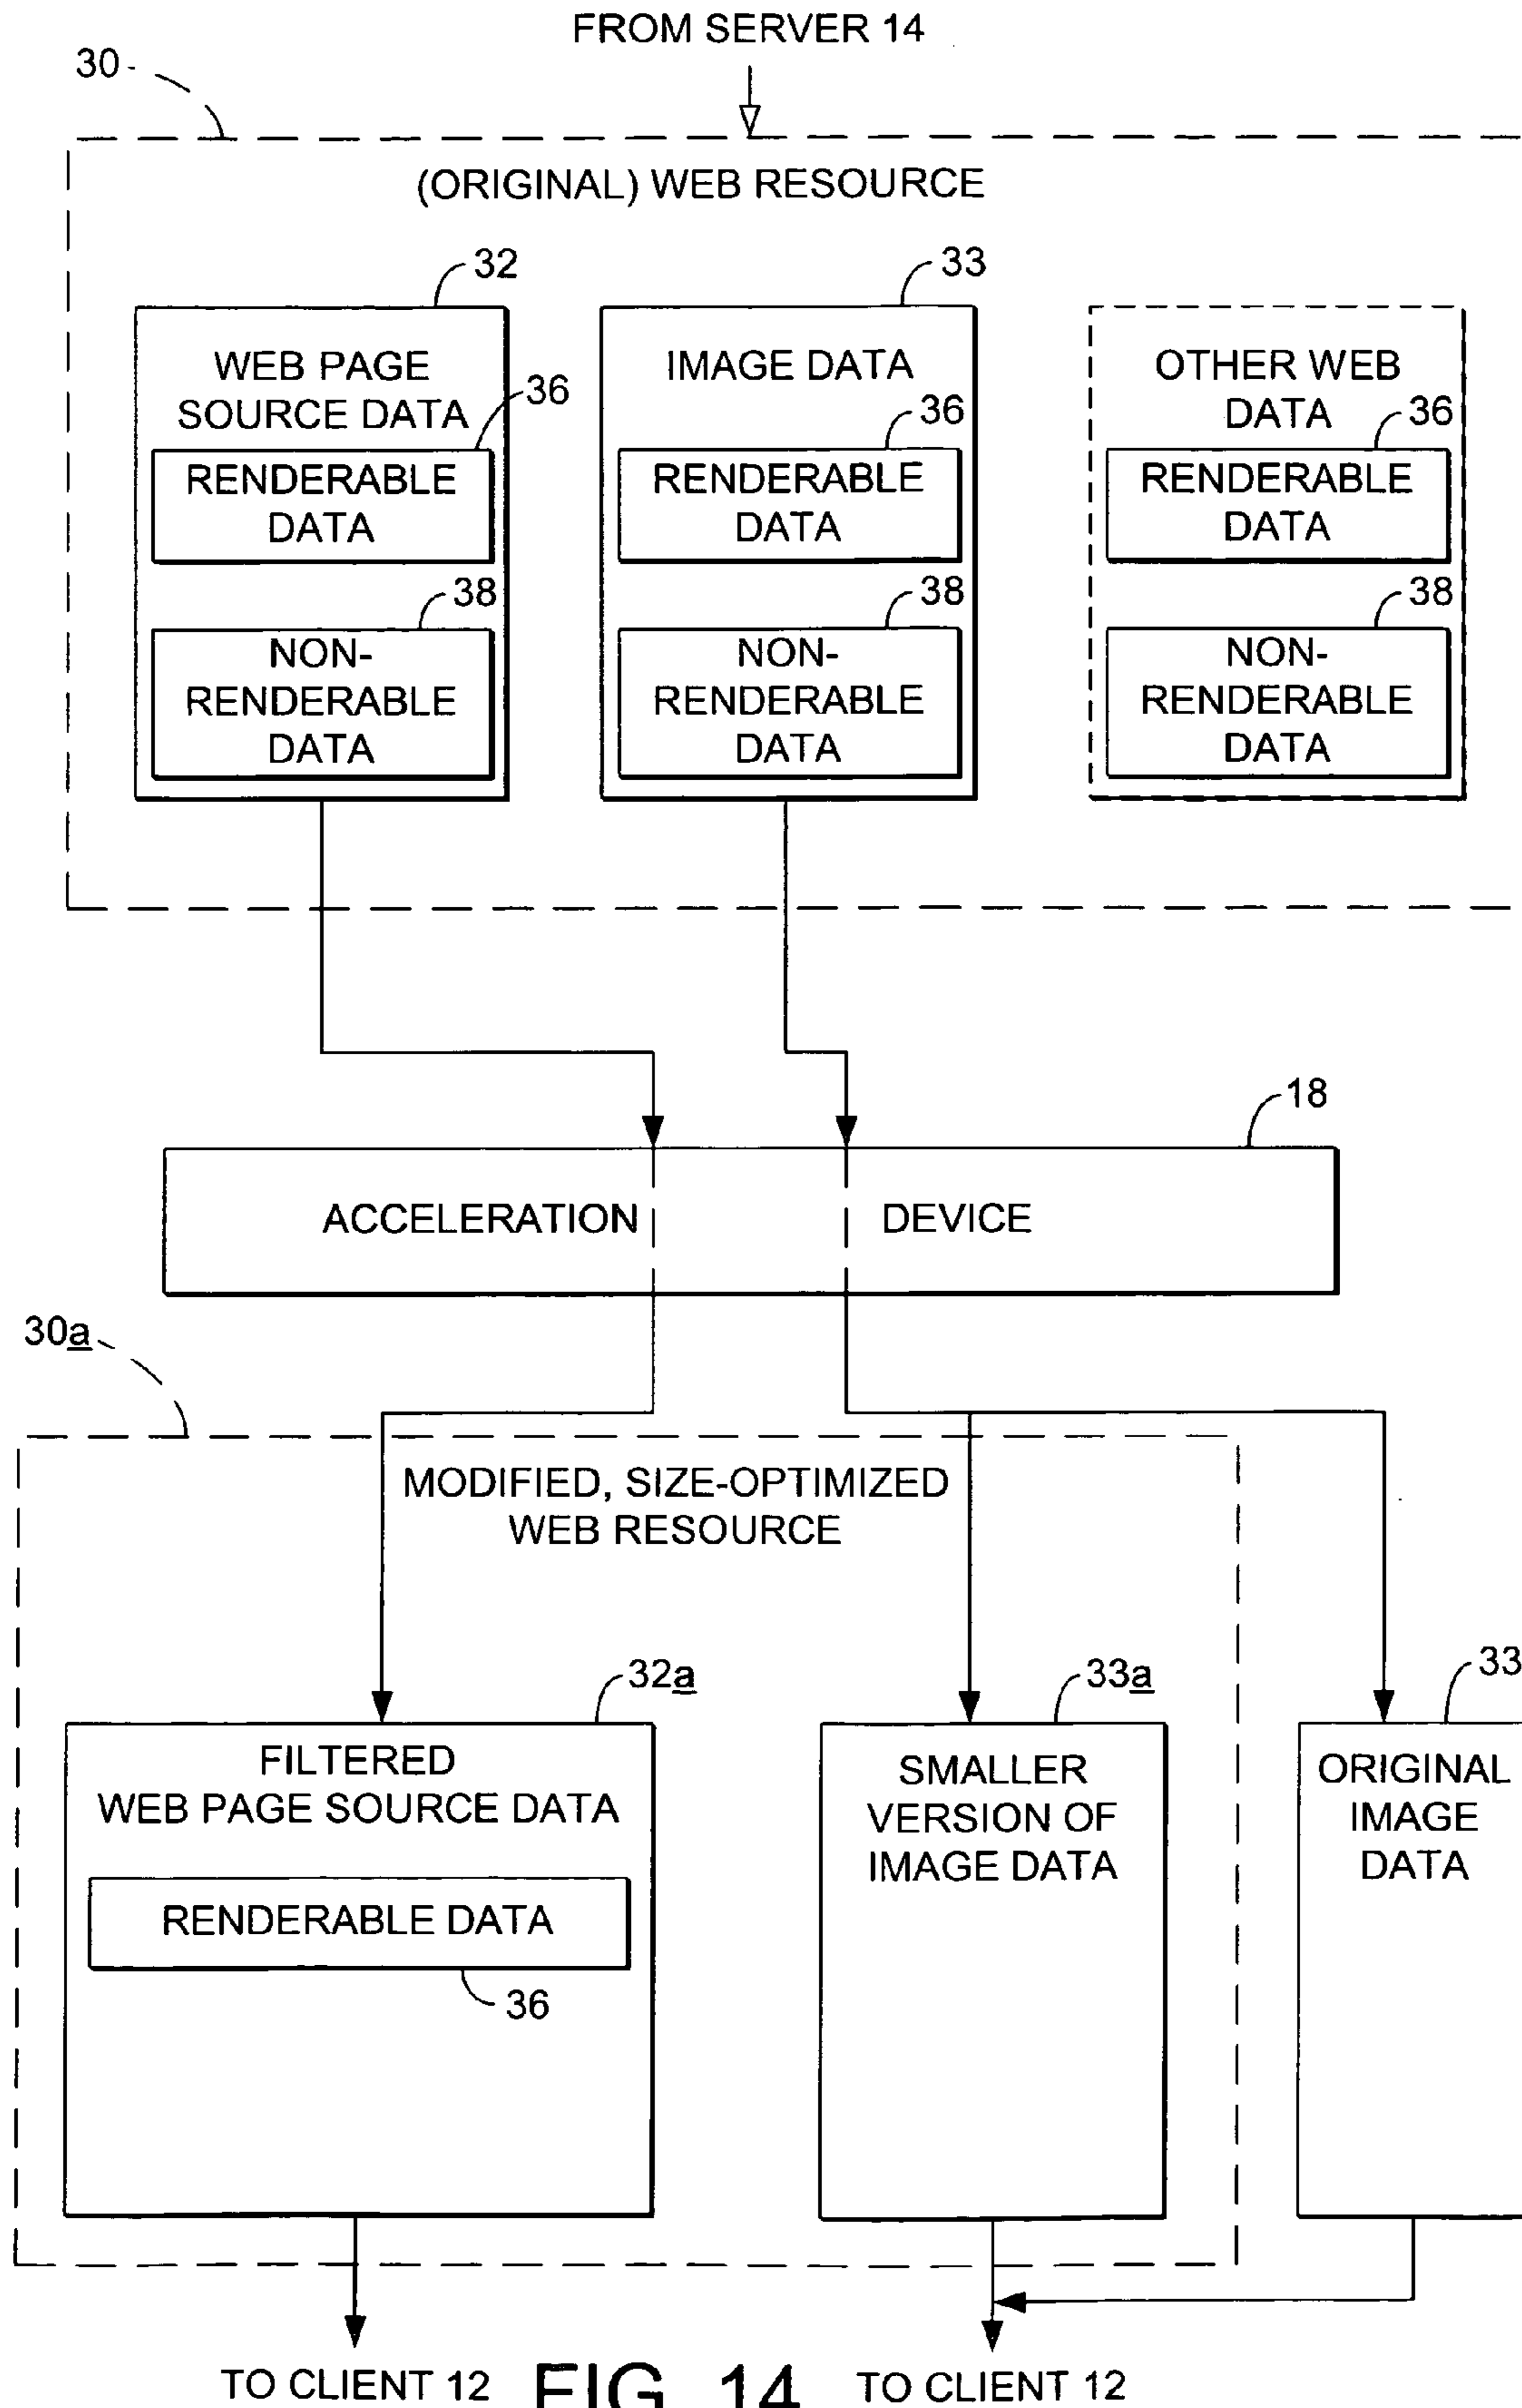 FROM SERVER 14
30
(ORIGINAL) WEB RESOURCE
32
33
WEB PAGE
SOURCE DATA
36
RENDERABLE
DATA
38
NON-
RENDERABLE
DATA
IMAGE DATA
36
RENDERABLE
DATA
38
NON-
RENDERABLE
DATA
OTHER WEB
DATA
36
RENDERABLE
DATA
38
NON-
RENDERABLE
DATA
18
ACCELERATION DEVICE
30a
MODIFIED, SIZE-OPTIMIZED
WEB RESOURCE
32a
FILTERED
WEB PAGE SOURCE DATA
RENDERABLE DATA
36
33a
SMALLER
VERSION OF
IMAGE DATA
33
ORIGINAL
IMAGE
DATA
TO CLIENT 12
FIG. 14
TO CLIENT 12